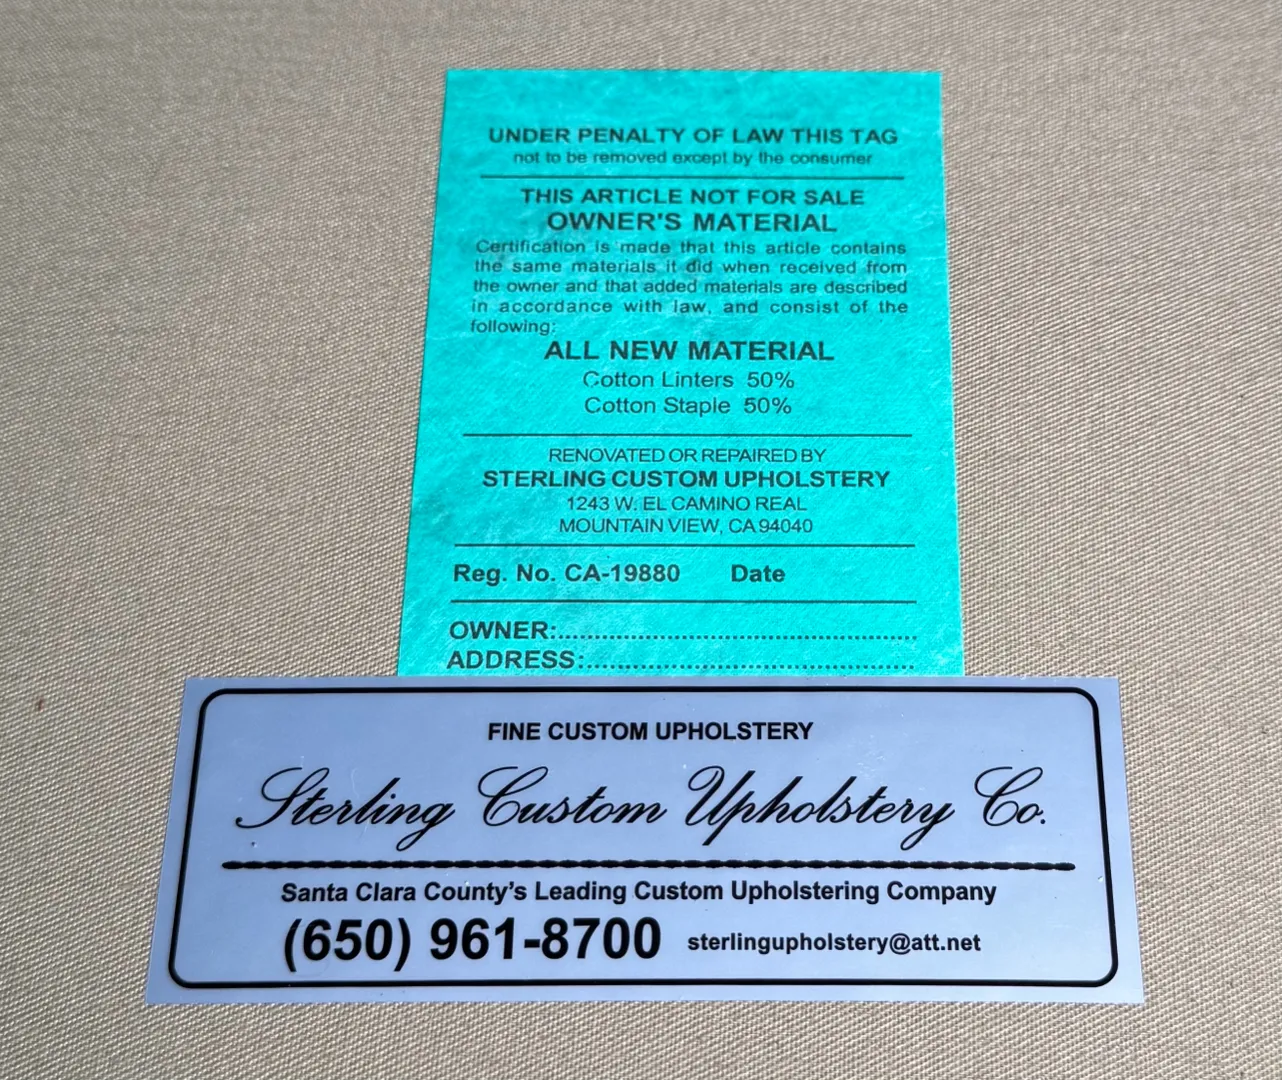 UNDER PENALTY OF LAW THIS TAG
not to be removed except by the consumer
THIS ARTICLE NOT FOR SALE
OWNER'S MATERIAL
Certification is made that this article contains
the same materials it did when received from
the owner and that added materials are described
in accordance with law, and consist of the
following:
ALL NEW MATERIAL
Cotton Linters 50%
Cotton Staple 50%
RENOVATED OR REPAIRED BY
STERLING CUSTOM UPHOLSTERY
1243 W. EL CAMINO REAL
MOUNTAIN VIEW, CA 94040
Reg. No. CA-19880 Date
OWNER:
ADDRESS:
FINE CUSTOM UPHOLSTERY
Sterling Custom Upholstery Co.
Santa Clara County’s Leading Custom Upholstering Company
(650) 961-8700 sterlingupholstery@att.net